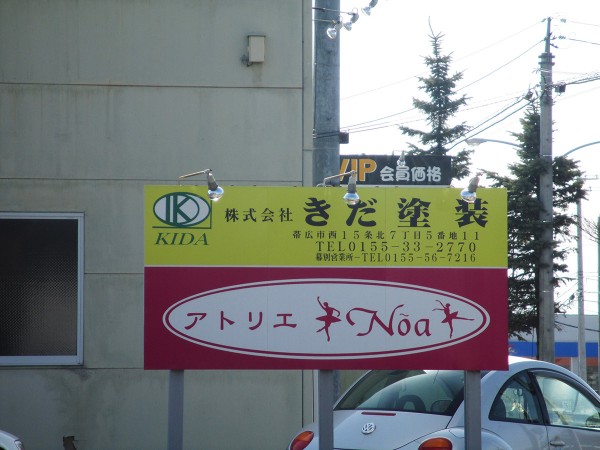 VIP 会員価格
KIDA
株式会社 きだ塗装
帯広市西15条北7丁目5番地11
TEL0155-33-2770
幕別営業所-TEL0155-56-7216
アトリエ Nõa